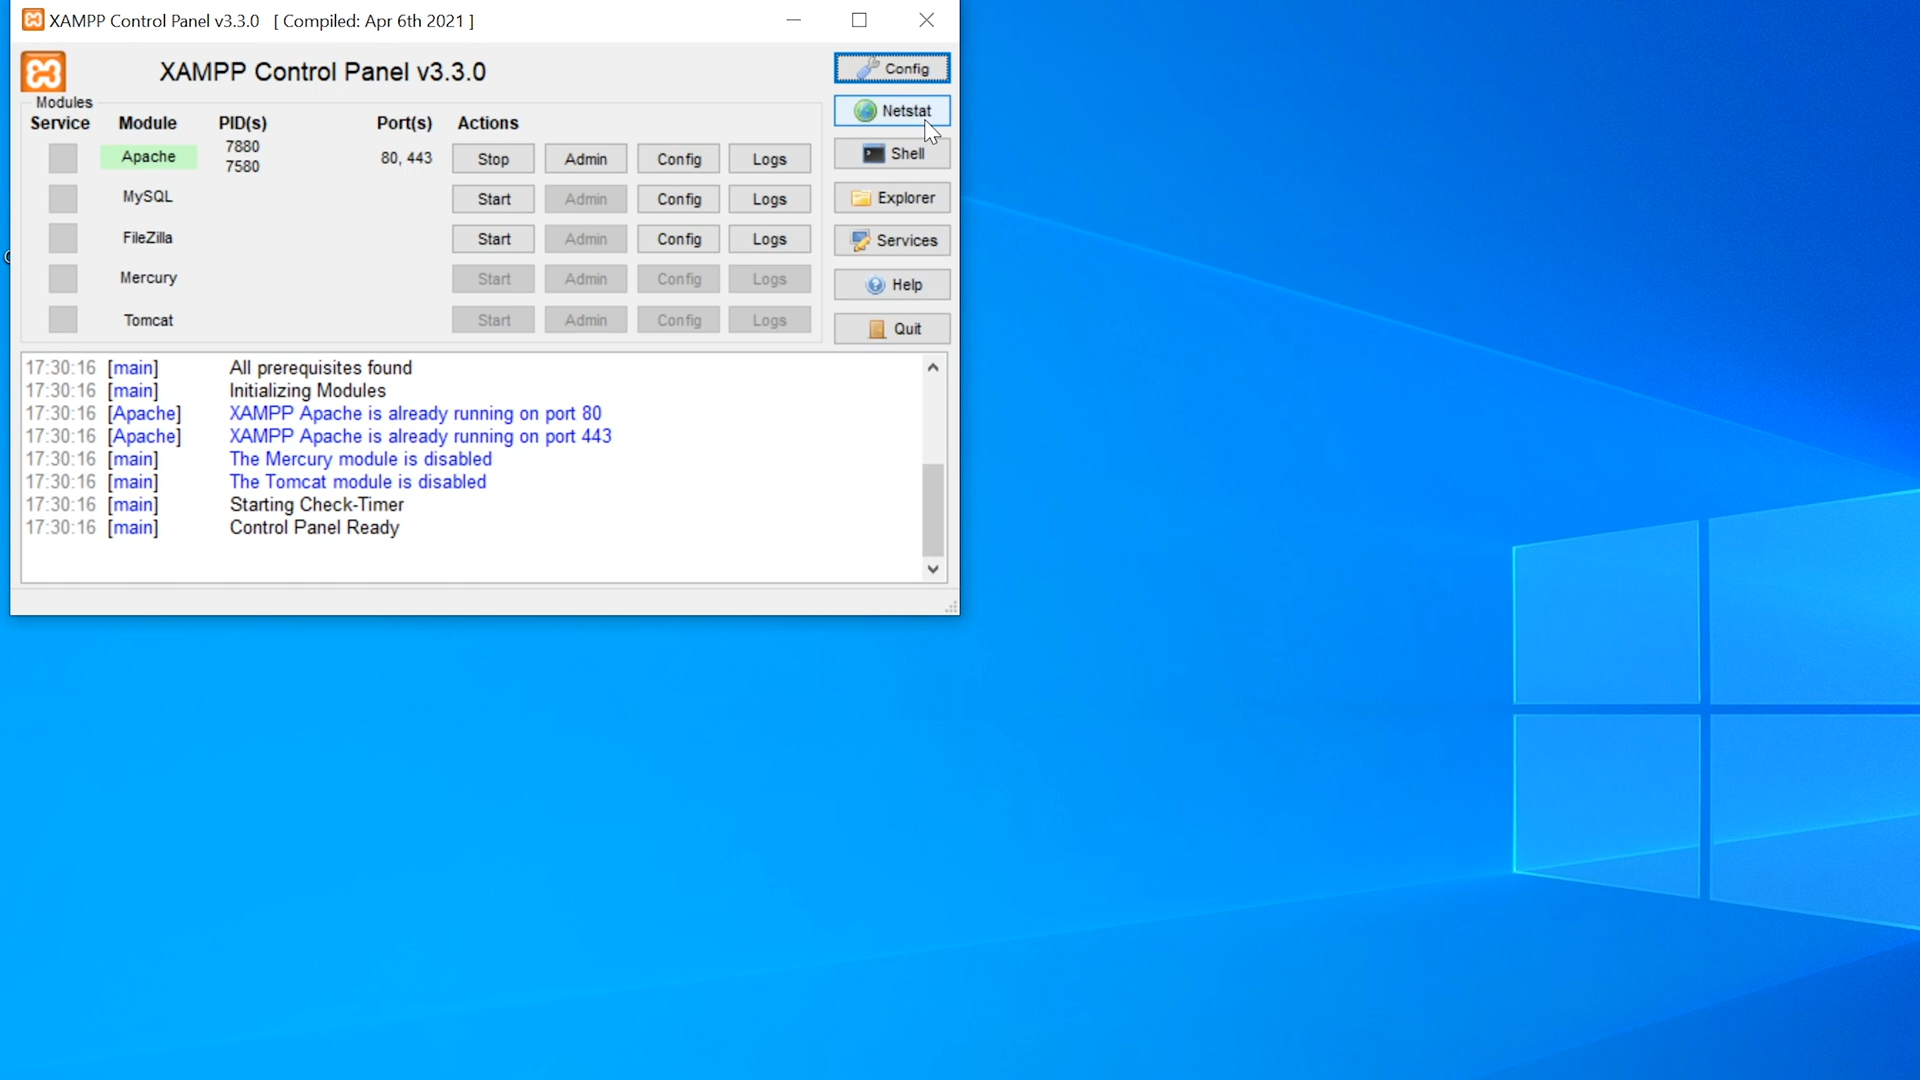 XAMPP Control Panel v3.3.0 [ Compiled: Apr 6th 2021 ]
XAMPP Control Panel v3.3.0
Config
Modules
Service Module PID(s) Port(s) Actions
Netstat
Apache 7880 80, 443 Stop Admin Config Logs
7580
Shell
MySQL Start Admin Config Logs
Explorer
FileZilla Start Admin Config Logs
Services
Mercury Start Admin Config Logs
Help
Tomcat Start Admin Config Logs
Quit
17:30:16 [main] All prerequisites found
17:30:16 [main] Initializing Modules
17:30:16 [Apache] XAMPP Apache is already running on port 80
17:30:16 [Apache] XAMPP Apache is already running on port 443
17:30:16 [main] The Mercury module is disabled
17:30:16 [main] The Tomcat module is disabled
17:30:16 [main] Starting Check-Timer
17:30:16 [main] Control Panel Ready